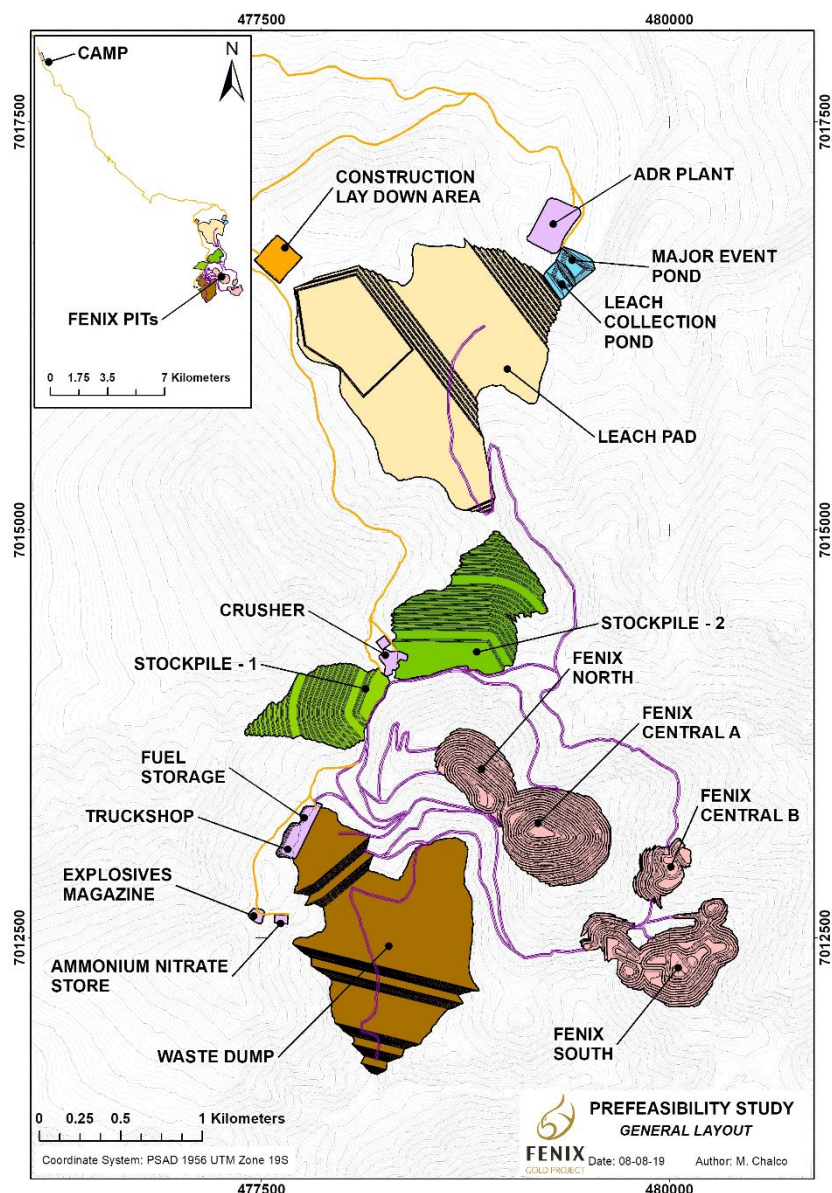 477500
480000
CAMP
N
FENIX PITs
0 1.75 3.5 7 Kilometers
7017500
7017500
CONSTRUCTION
LAY DOWN AREA
ADR PLANT
MAJOR EVENT
POND
LEACH
COLLECTION
POND
LEACH PAD
7015000
7015000
CRUSHER
STOCKPILE - 2
STOCKPILE - 1
FENIX
NORTH
FENIX
CENTRAL A
FUEL
STORAGE
TRUCKSHOP
FENIX
CENTRAL B
EXPLOSIVES
MAGAZINE
7012500
7012500
AMMONIUM NITRATE
STORE
FENIX
SOUTH
WASTE DUMP
0 0.25 0.5 1 Kilometers
Coordinate System: PSAD 1956 UTM Zone 19S
FENIX
GOLD PROJECT
PREFEASIBILITY STUDY
GENERAL LAYOUT
Date: 08-08-19 Author: M. Chalco
477500
480000